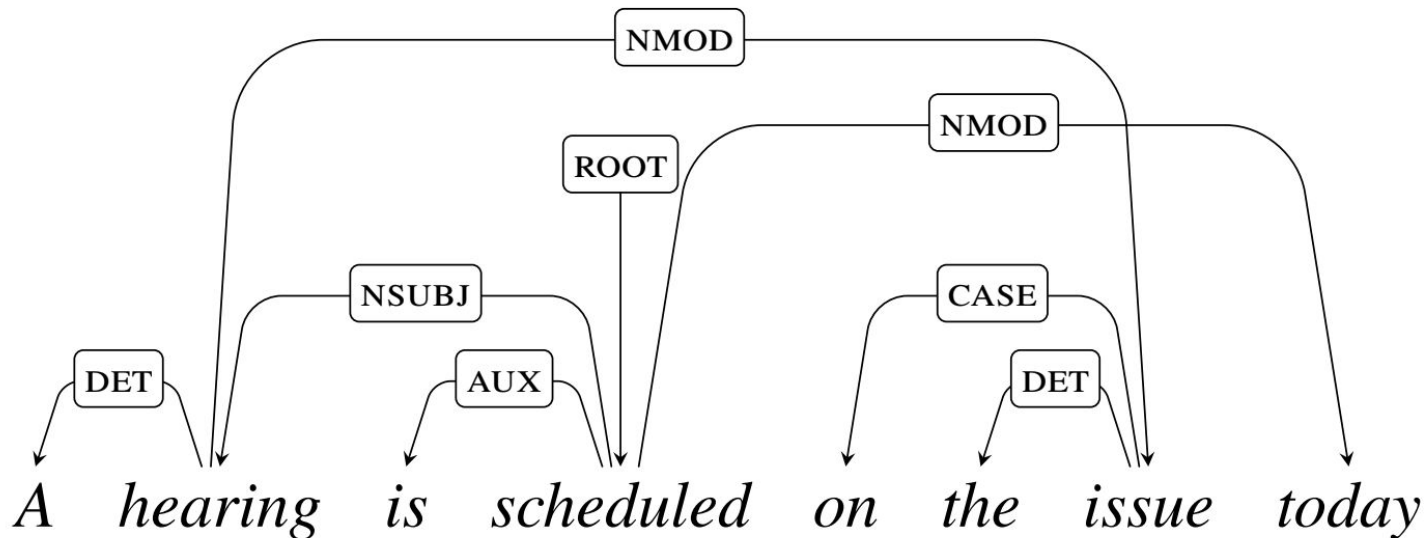 NMOD
NMOD
ROOT
NSUBJ CASE
DET AUX DET
A hearing is scheduled on the issue today